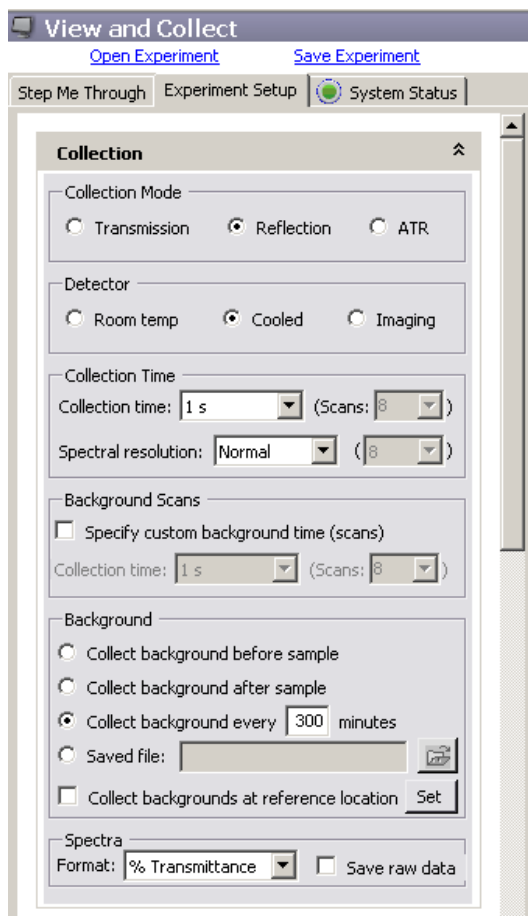 View and Collect
Open Experiment Save Experiment
Step Me Through Experiment Setup System Status
Collection
Collection Mode
Transmission Reflection ATR
Detector
Room temp Cooled Imaging
Collection Time
Collection time: 1 s (Scans: 8 )
Spectral resolution: Normal ( 8 )
Background Scans
Specify custom background time (scans)
Collection time: 1 s (Scans: 8 )
Background
Collect background before sample
Collect background after sample
Collect background every 300 minutes
Saved file:
Collect backgrounds at reference location Set
Spectra
Format: % Transmittance Save raw data